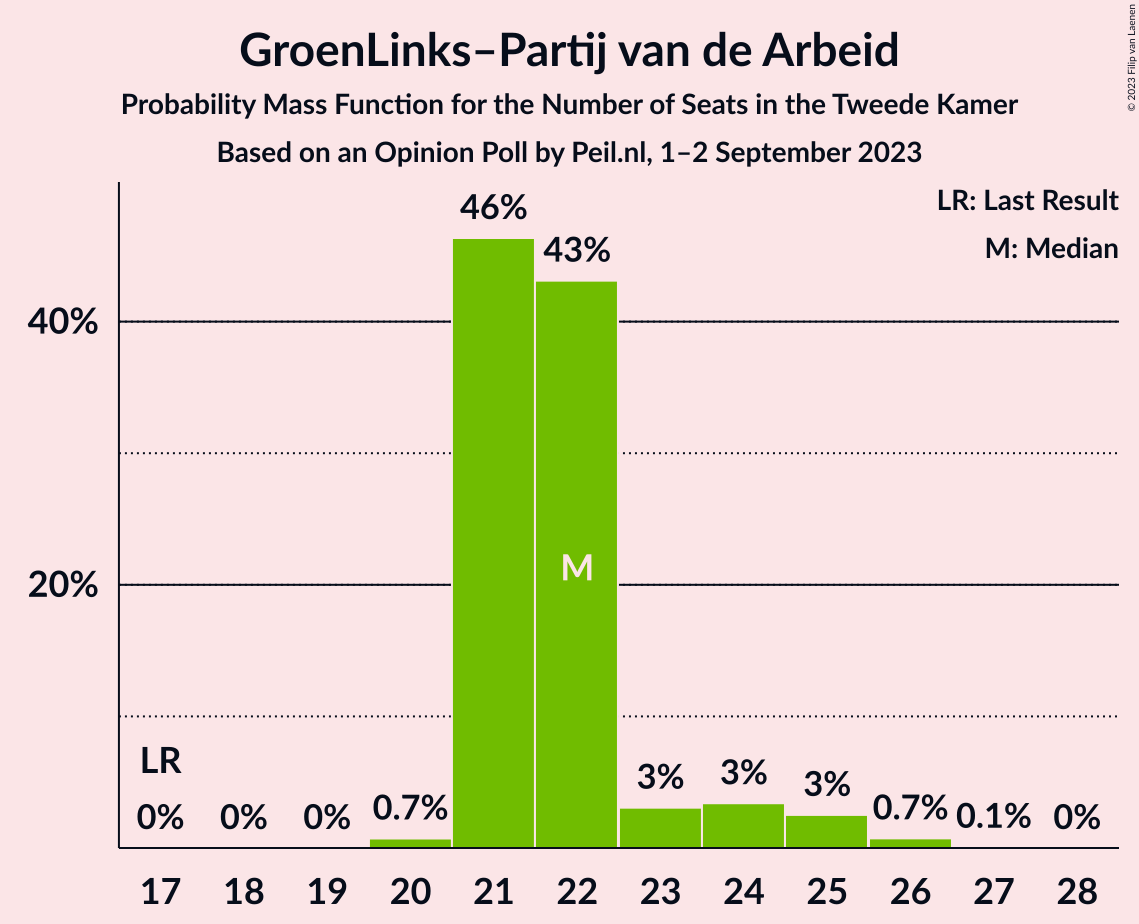 GroenLinks–Partij van de Arbeid
Probability Mass Function for the Number of Seats in the Tweede Kamer
Based on an Opinion Poll by Peil.nl, 1–2 September 2023
© 2023 Filip van Laenen
LR: Last Result
M: Median
46%
43%
40%
20%
M
LR
0% 0% 0% 0.7% 3% 3% 3% 0.7% 0.1% 0%
17 18 19 20 21 22 23 24 25 26 27 28